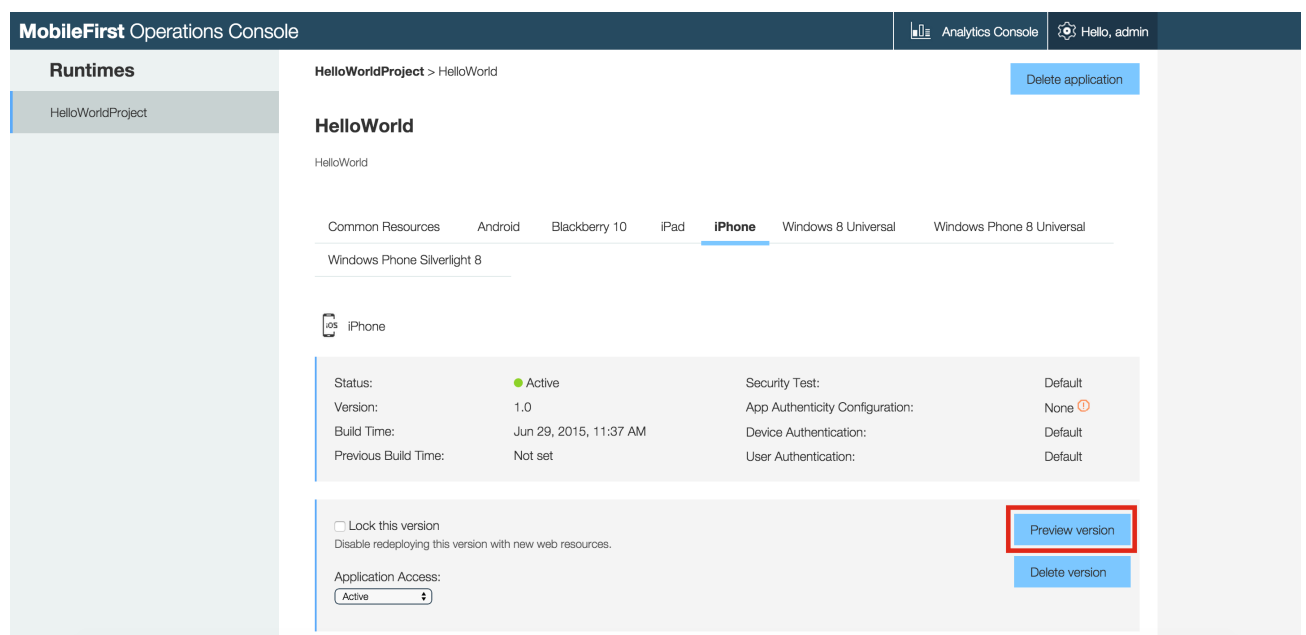 MobileFirst Operations Console
Analytics Console
Hello, admin
Runtimes
HelloWorldProject
HelloWorldProject > HelloWorld
Delete application
HelloWorld
HelloWorld
Common Resources Android Blackberry 10 iPad iPhone Windows 8 Universal Windows Phone 8 Universal
Windows Phone Silverlight 8
iOS iPhone
Status: Active Security Test: Default
Version: 1.0 App Authenticity Configuration: None
Build Time: Jun 29, 2015, 11:37 AM Device Authentication: Default
Previous Build Time: Not set User Authentication: Default
Lock this version
Disable redeploying this version with new web resources.
Preview version
Application Access:
Active
Delete version